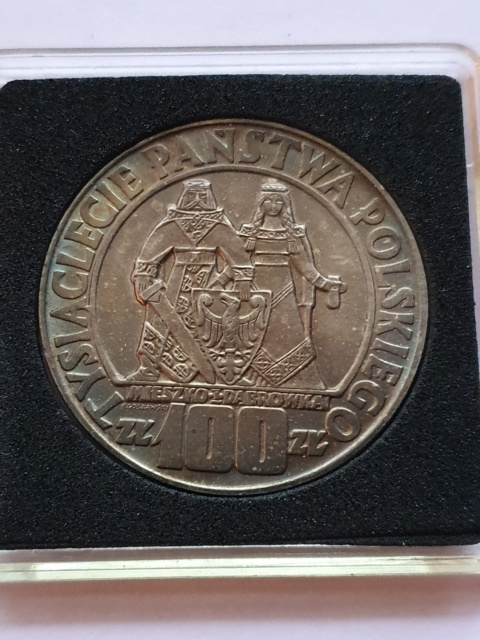 TYSIĄCLECIE PAŃSTWA POLSKIEGO
MIESZKO I DĄBRÓWKA
ZŁ 100 ZŁ